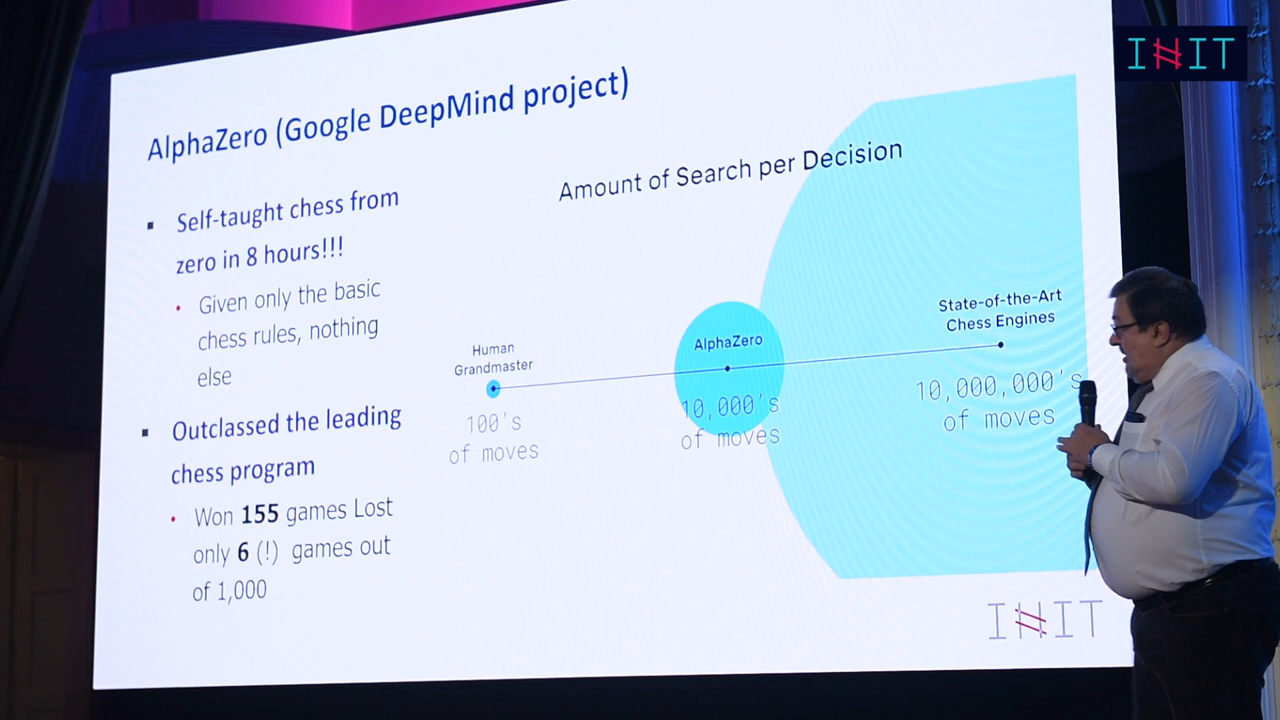 INIT
AlphaZero (Google DeepMind project)
Self-taught chess from
zero in 8 hours!!!
Given only the basic
chess rules, nothing
else
Outclassed the leading
chess program
Won 155 games Lost
only 6 (!) games out
of 1,000
Amount of Search per Decision
Human
Grandmaster
100's
of moves
AlphaZero
10,000's
of moves
State-of-the-Art
Chess Engines
10,000,000's
of moves
INIT